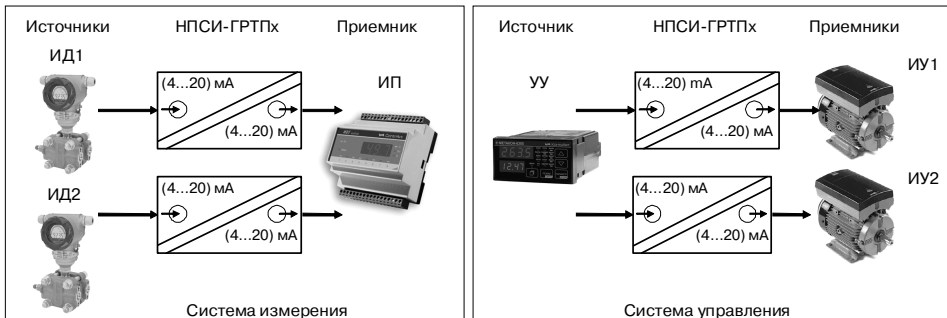 Источники НПСИ-ГРТПх Приемник
ИД1
(4...20) мА
ИП
(4...20) мА
ИД2
(4...20) мА
(4...20) мА
Система измерения
Источник НПСИ-ГРТПх Приемники
УУ
(4...20) mA
ИУ1
(4...20) мА
(4...20) мА
ИУ2
(4...20) мА
Система управления